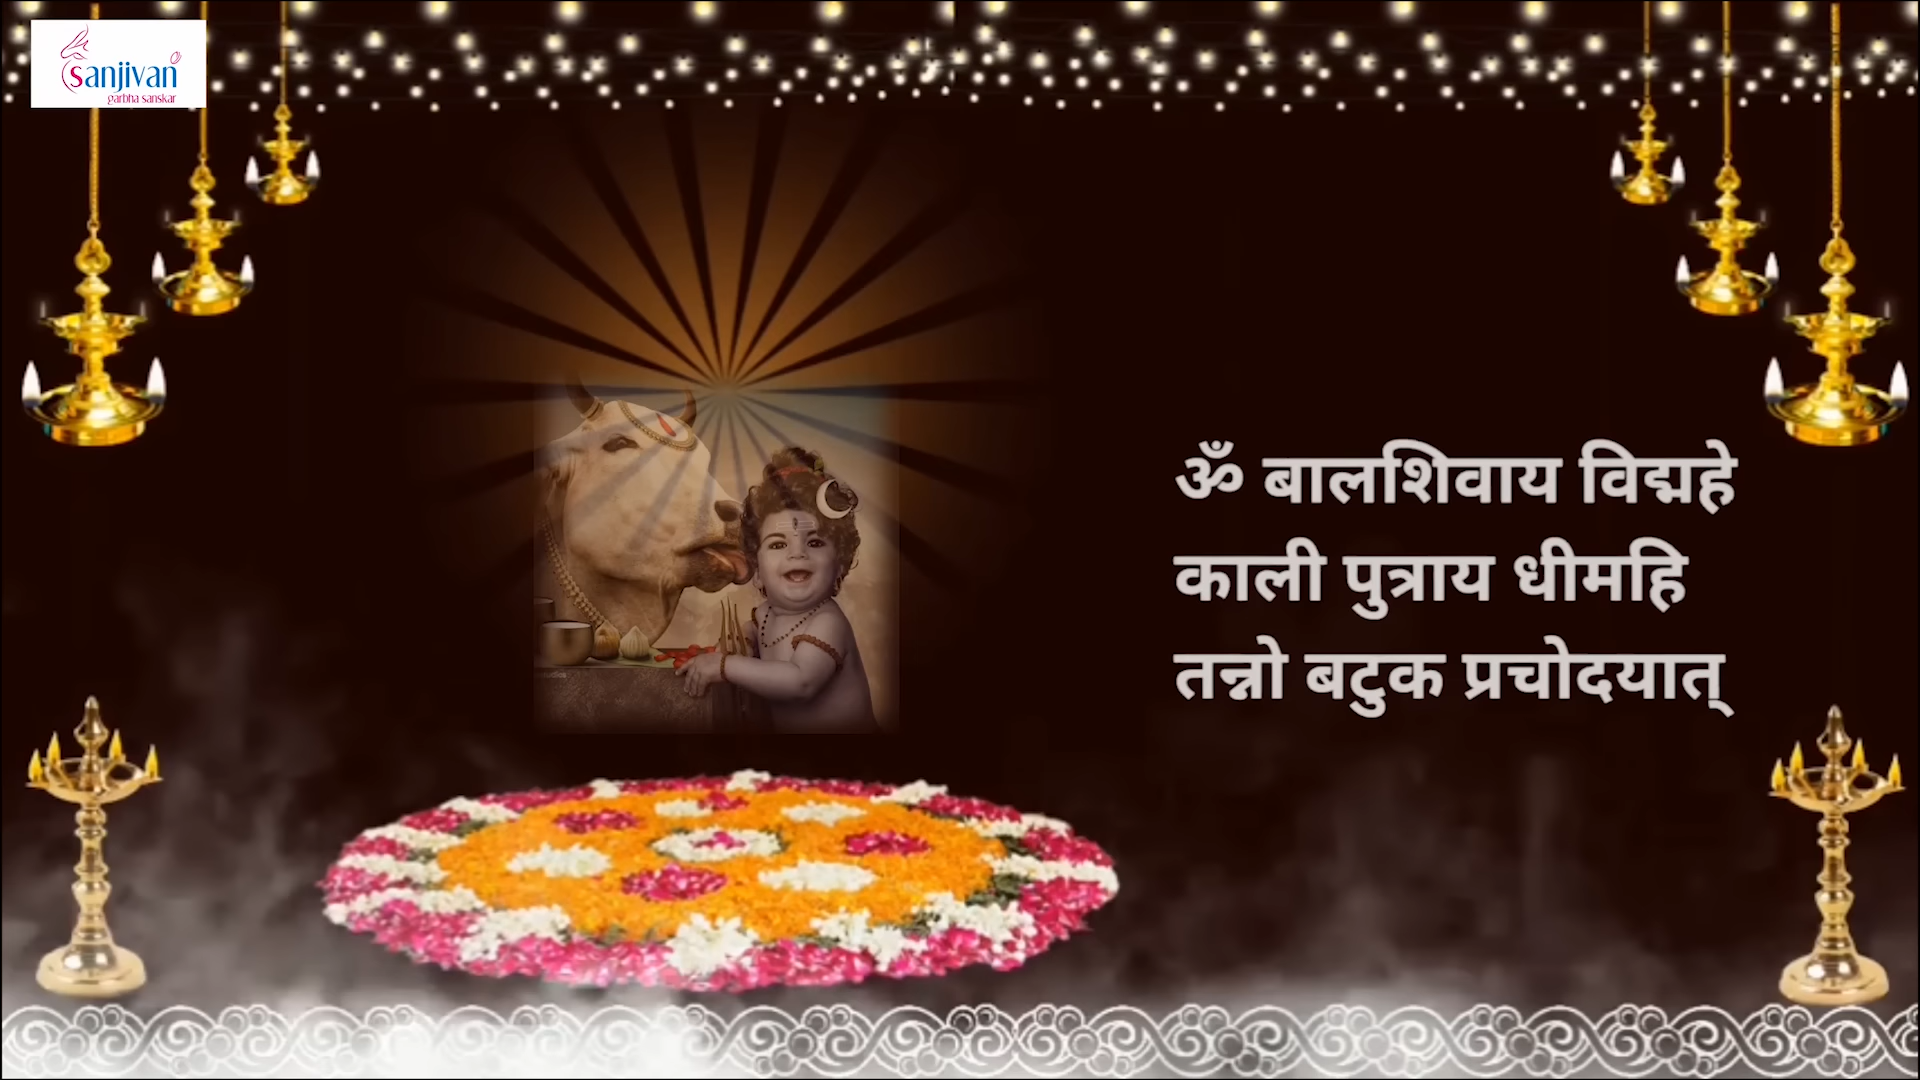 sanjivan
garbha sanskar
ॐ बालशिवाय विद्महे
काली पुत्राय धीमहि
तन्नो बटुक प्रचोदयात्